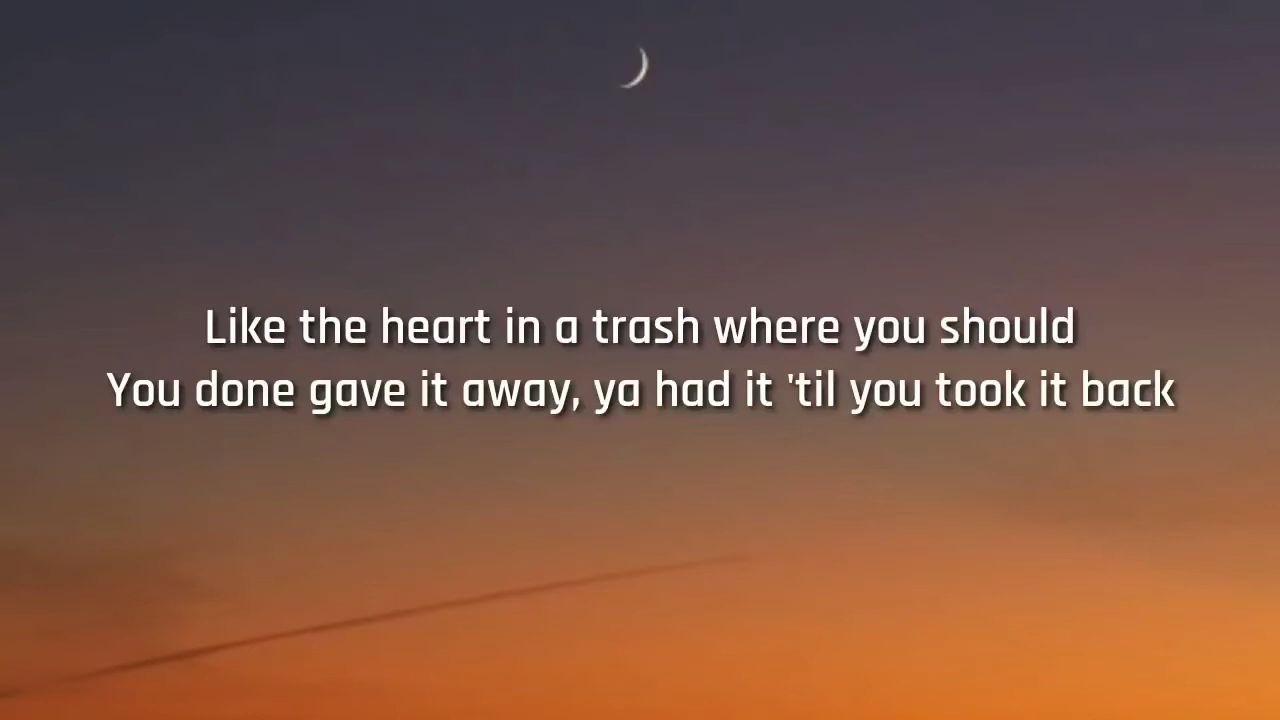 Like the heart in a trash where you should
You done gave it away, ya had it 'til you took it back